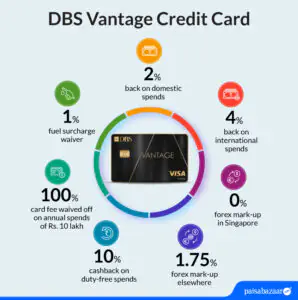 DBS Vantage Credit Card
2%
back on domestic
spends
1%
fuel surcharge
waiver
4%
back on
international
spends
DBS
VANTAGE
VISA
100%
card fee waived off
on annual spends
of Rs. 10 lakh
0%
forex mark-up
in Singapore
10%
cashback on
duty-free spends
1.75%
forex mark-up
elsewhere
paisabazaar